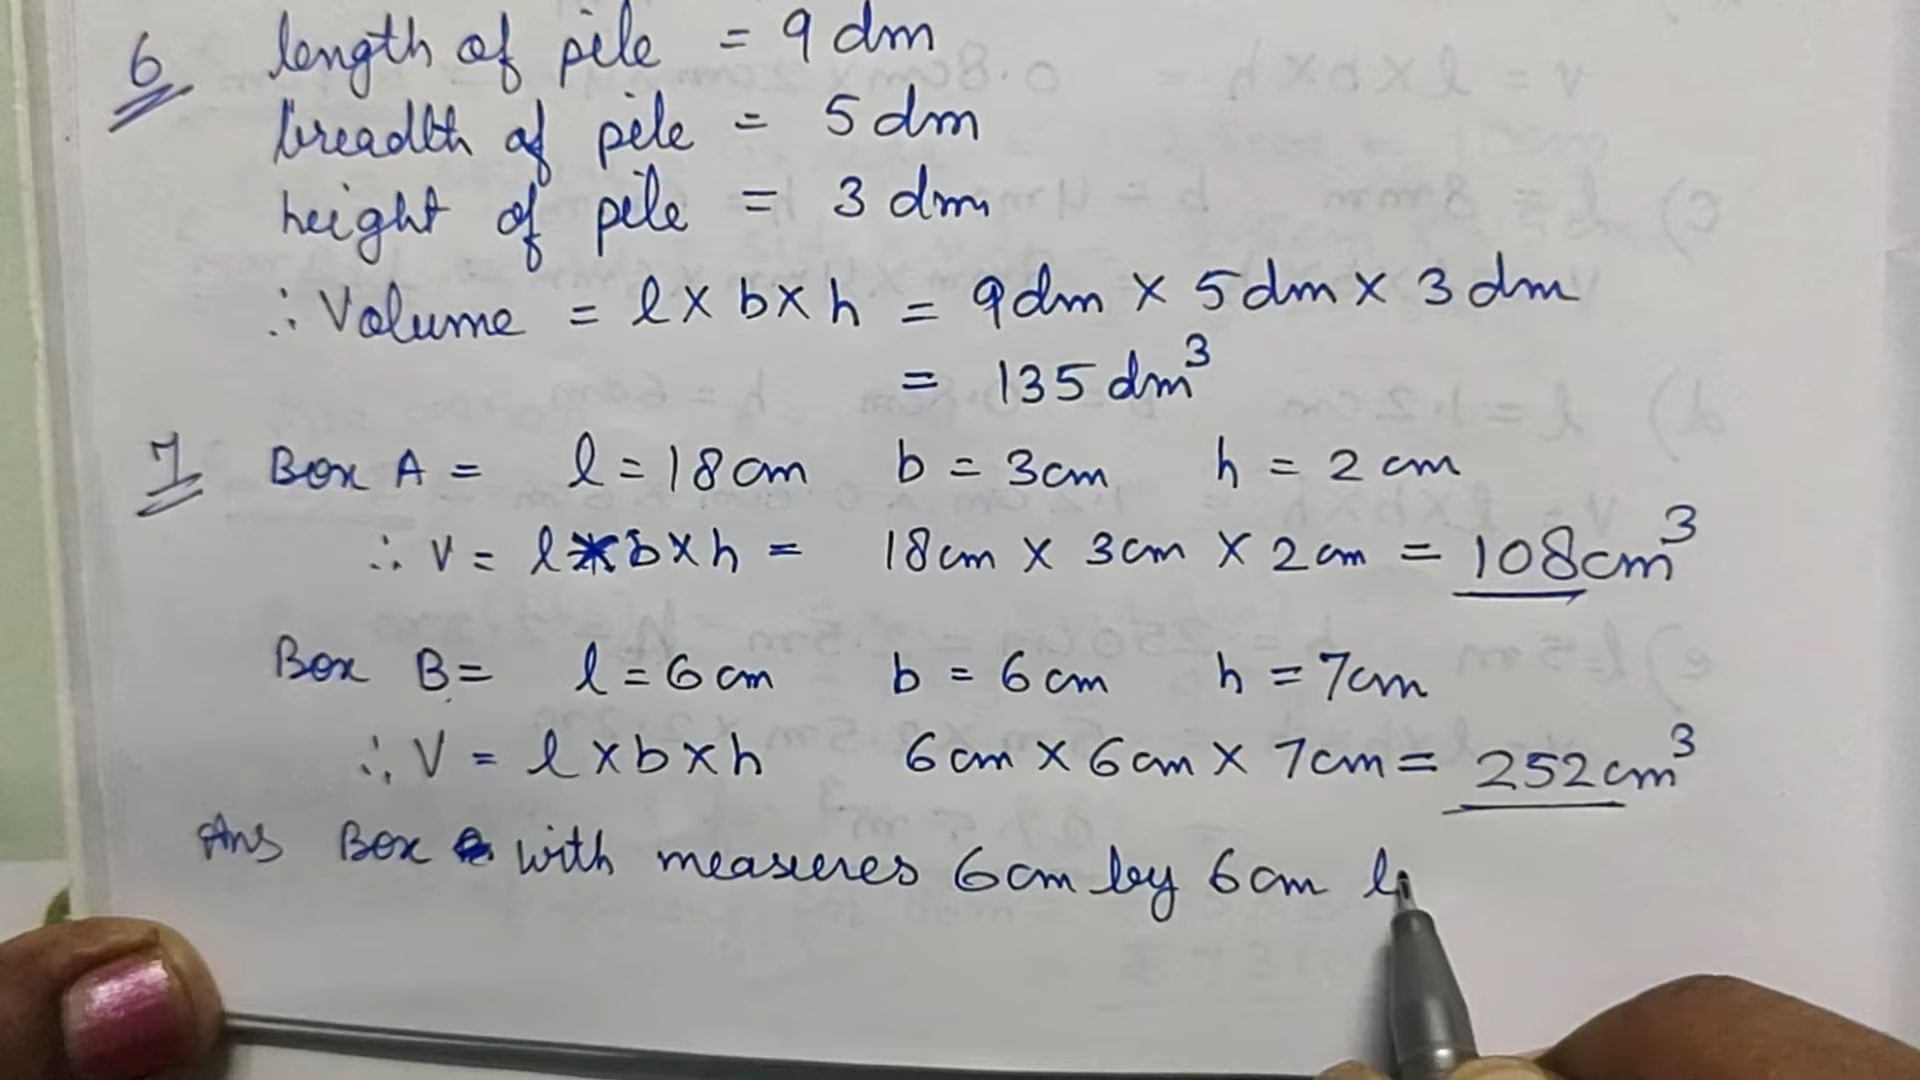 6 length of pile = 9 dm
breadth of pile = 5 dm
height of pile = 3 dm
∴ Volume = l × b × h = 9 dm × 5 dm × 3 dm
= 135 dm³
7 Box A = l = 18 cm b = 3 cm h = 2 cm
∴ V = l × b × h = 18 cm × 3 cm × 2 cm = 108 cm³
Box B = l = 6 cm b = 6 cm h = 7 cm
∴ V = l × b × h 6 cm × 6 cm × 7 cm = 252 cm³
Ans Box with measures 6 cm by 6 cm